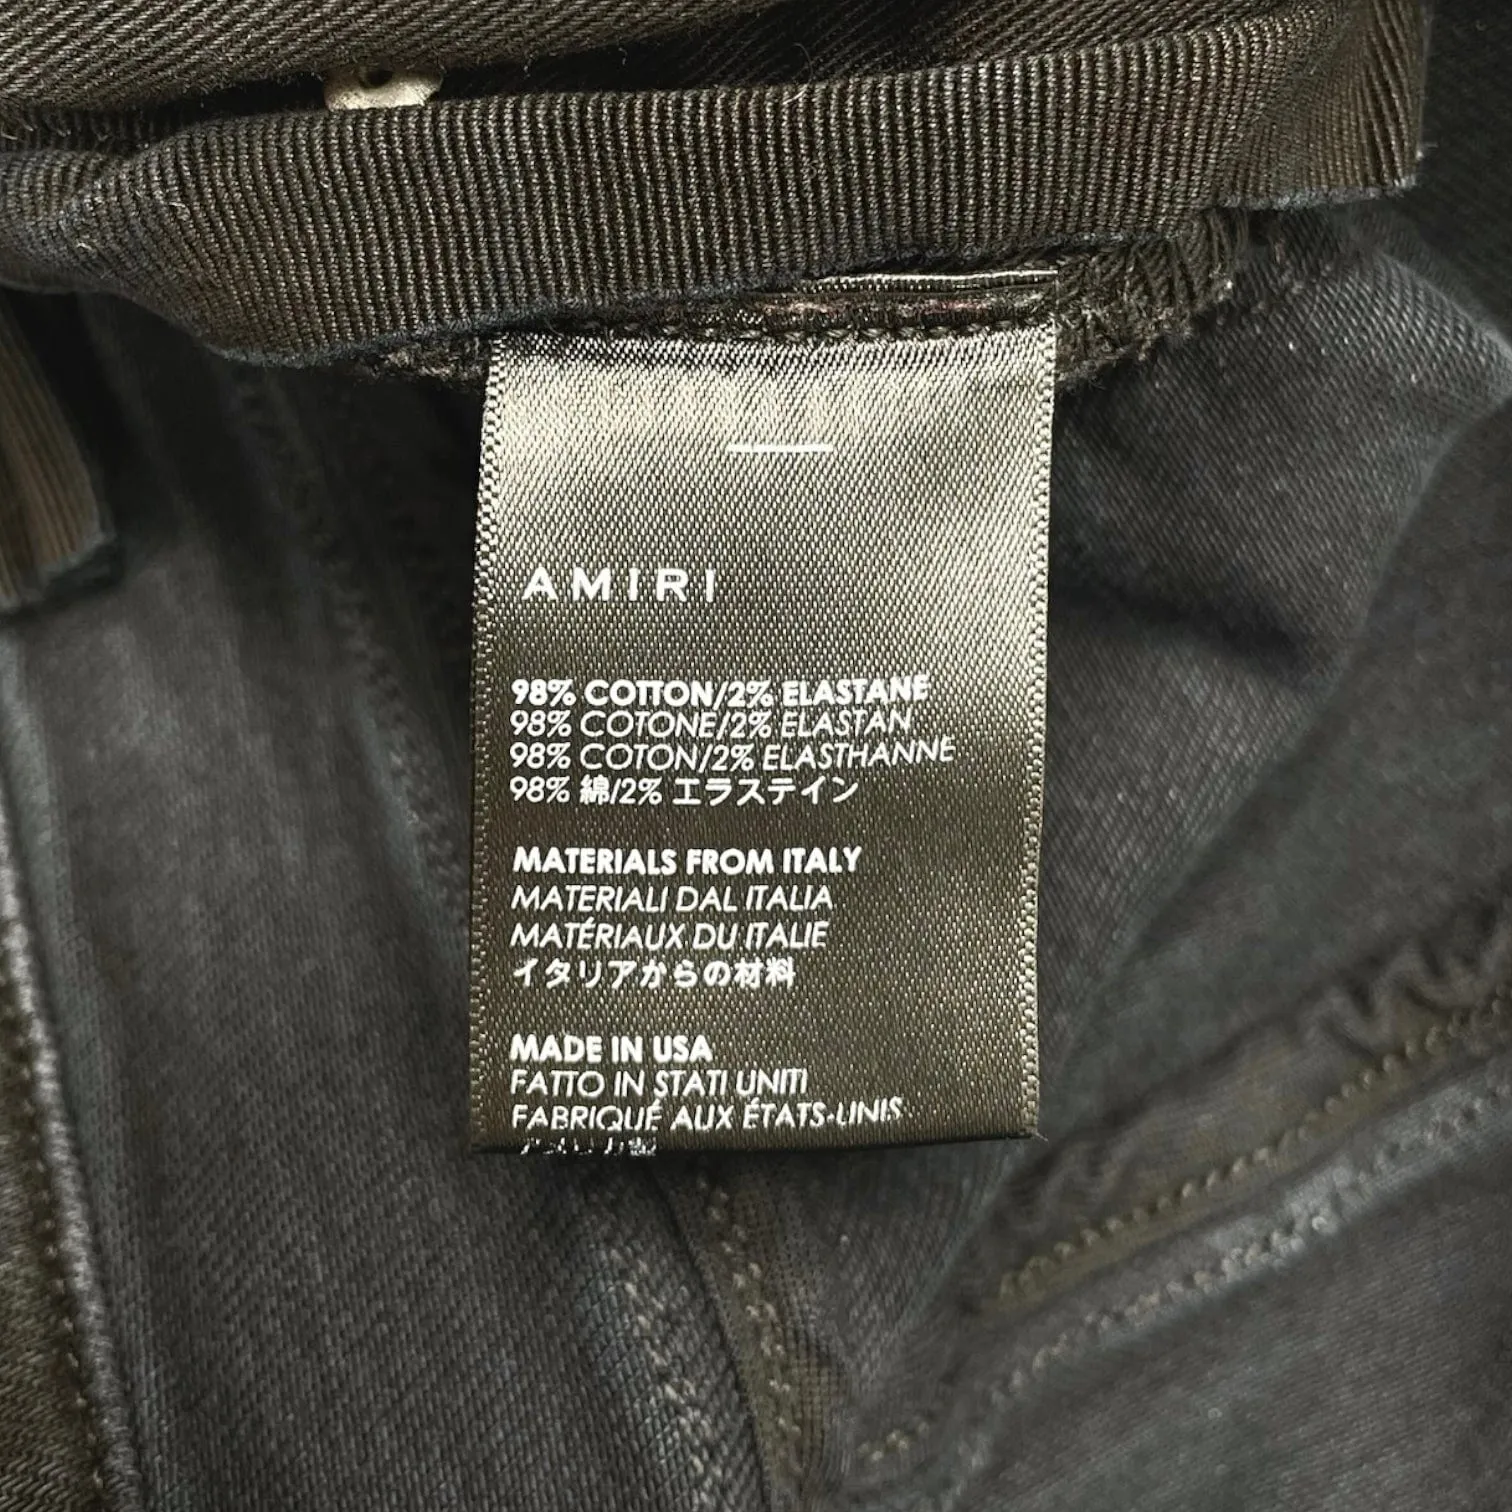 AMIRI
98% COTTON/2% ELASTANE
98% COTONE/2% ELASTAN
98% COTON/2% ELASTHANNE
98% 綿/2% エラステイン
MATERIALS FROM ITALY
MATERIALI DAL ITALIA
MATÉRIAUX DU ITALIE
イタリアからの材料
MADE IN USA
FATTO IN STATI UNITI
FABRIQUÉ AUX ÉTATS-UNIS